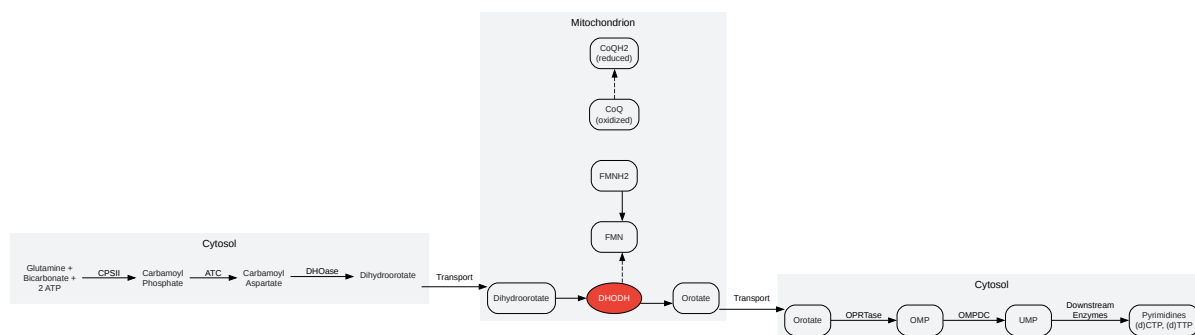 Mitochondrion
CoQH2
(reduced)
CoQ
(oxidized)
FMNH2
FMN
Cytosol
Glutamine +
Bicarbonate +
2 ATP
CPSII
Carbamoyl
Phosphate
ATC
Carbamoyl
Aspartate
DHOase
Dihydroorotate
Transport
Dihydroorotate
DHODH
Orotate
Transport
Cytosol
Orotate
OPRTase
OMP
OMPDC
UMP
Downstream
Enzymes
Pyrimidines
(d)CTP, (d)TTP